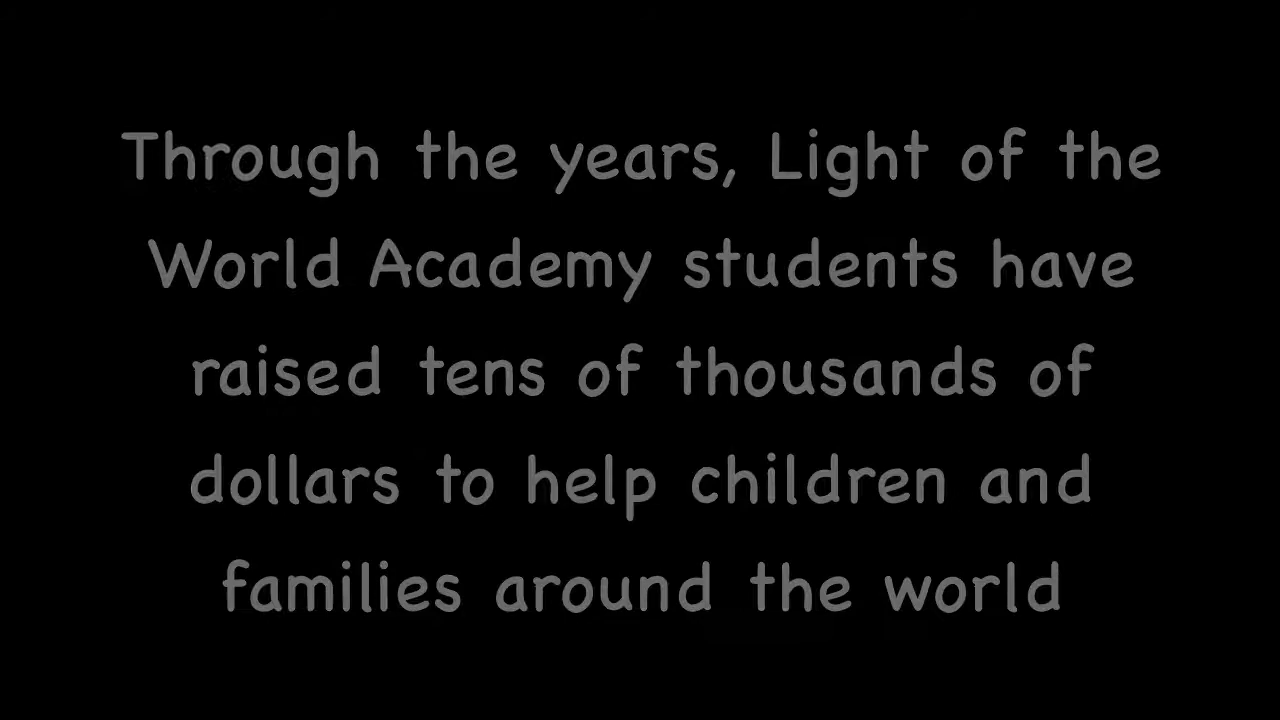 Through the years, Light of the
World Academy students have
raised tens of thousands of
dollars to help children and
families around the world